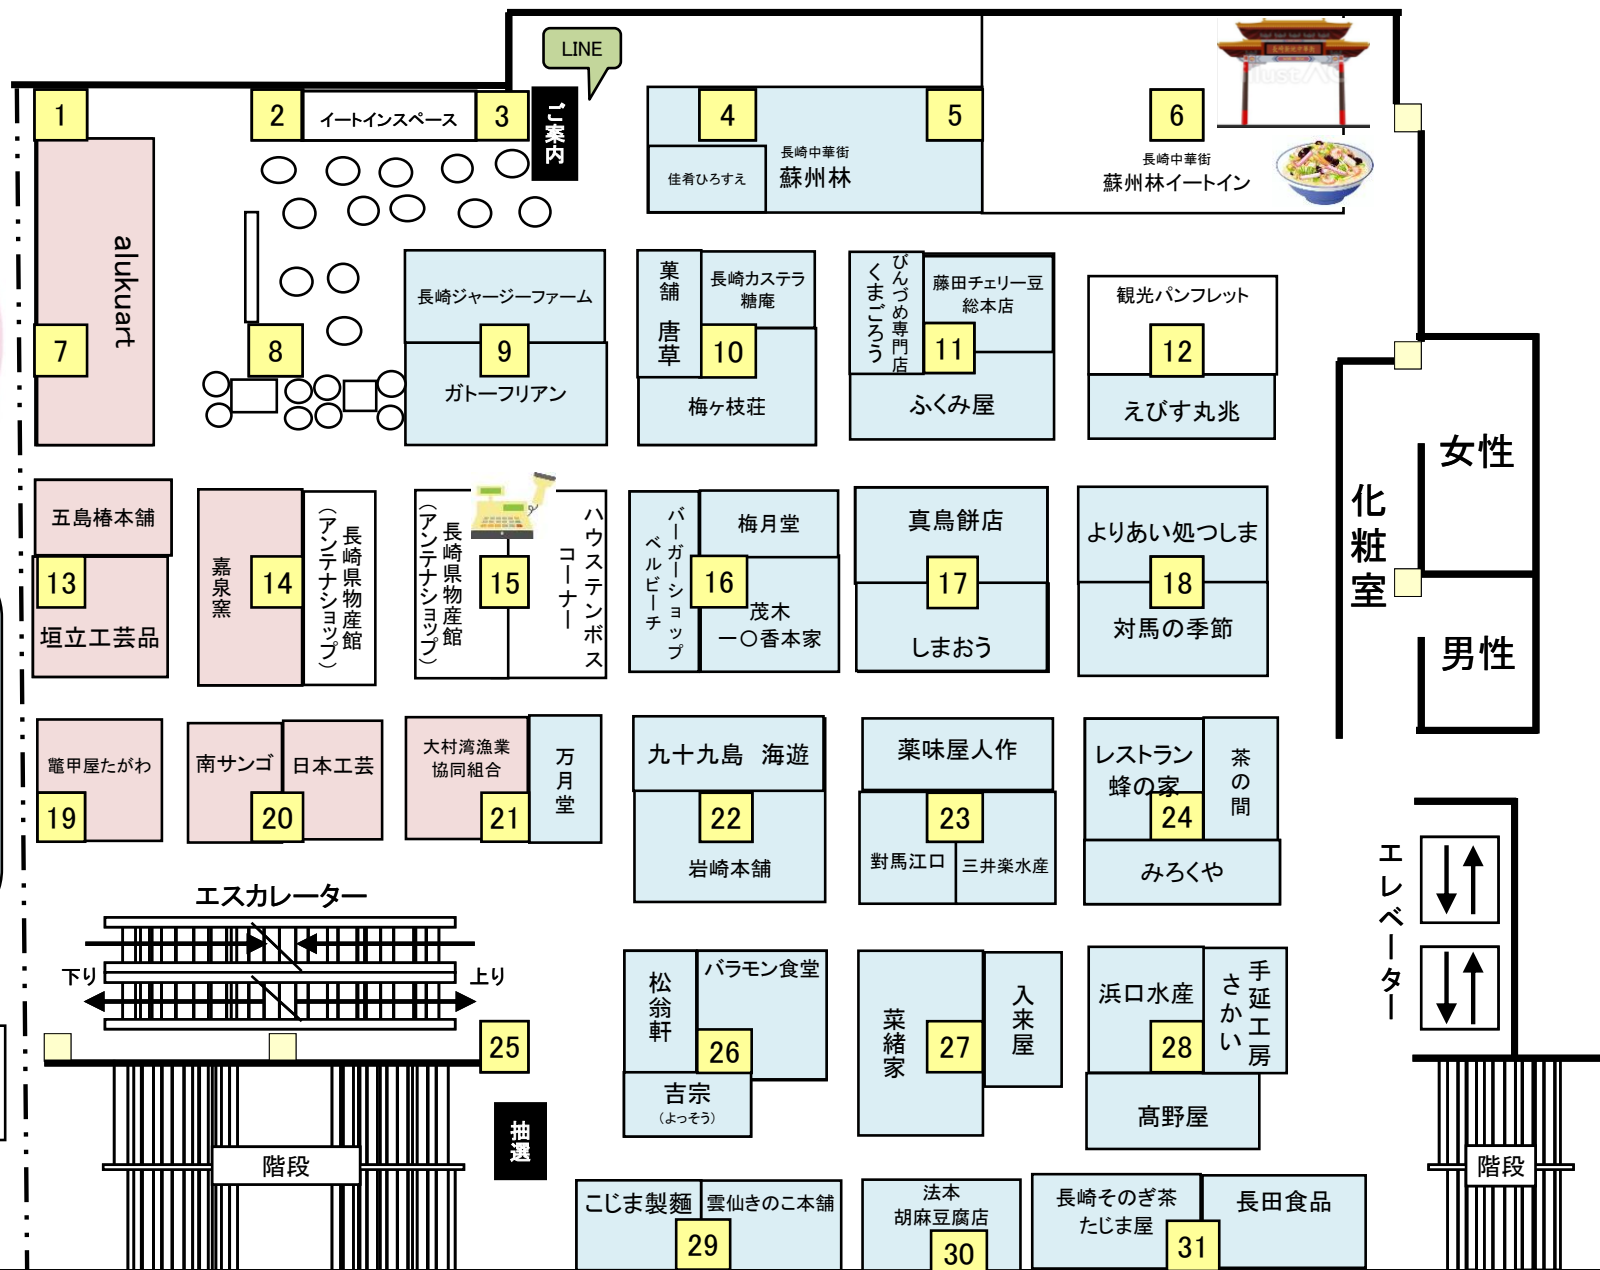 LINE
1
2
イートインスペース
3
ご案内
4
5
6
佳肴ひろすえ
長崎中華街
蘇州林
長崎中華街
蘇州林イートイン
alukuart
7
8
長崎ジャージーファーム
9
ガトーフリアン
菓舗 唐草
長崎カステラ
糖庵
10
梅ヶ枝荘
びんづめ専門店
くまごろう
藤田チェリー豆
総本店
11
ふくみ屋
観光パンフレット
12
えびす丸兆
五島椿本舗
13
垣立工芸品
嘉泉窯
14
長崎県物産館
(アンテナショップ)
長崎県物産館
(アンテナショップ)
15
ハウステンボス
コーナー
バーガーショップ
ベルビーチ
梅月堂
16
茂木
一〇香本家
真鳥餅店
17
しまおう
よりあい処つしま
18
対馬の季節
化粧室
女性
男性
鼈甲屋たがわ
19
南サンゴ
日本工芸
20
大村湾漁業
協同組合
21
万月堂
九十九島 海遊
22
岩崎本舗
薬味屋人作
23
對馬江口
三井楽水産
レストラン
蜂の家
24
茶の間
みろくや
エレベーター
エスカレーター
下り
上り
25
松翁軒
バラモン食堂
26
吉宗
(よっそう)
菜緒家
27
入来屋
浜口水産
28
手延工房
さかい
髙野屋
抽選
階段
階段
こじま製麵
雲仙きのこ本舗
29
法本
胡麻豆腐店
30
長崎そのぎ茶
たじま屋
31
長田食品